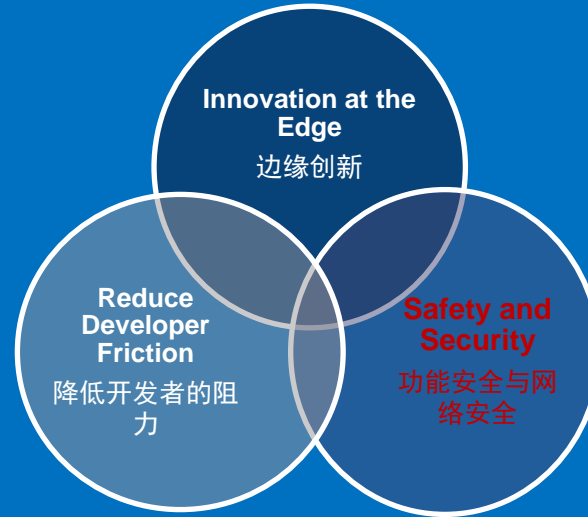 Innovation at the
Edge
边缘创新
Reduce
Developer
Friction
降低开发者的阻
力
Safety and
Security
功能安全与网
络安全